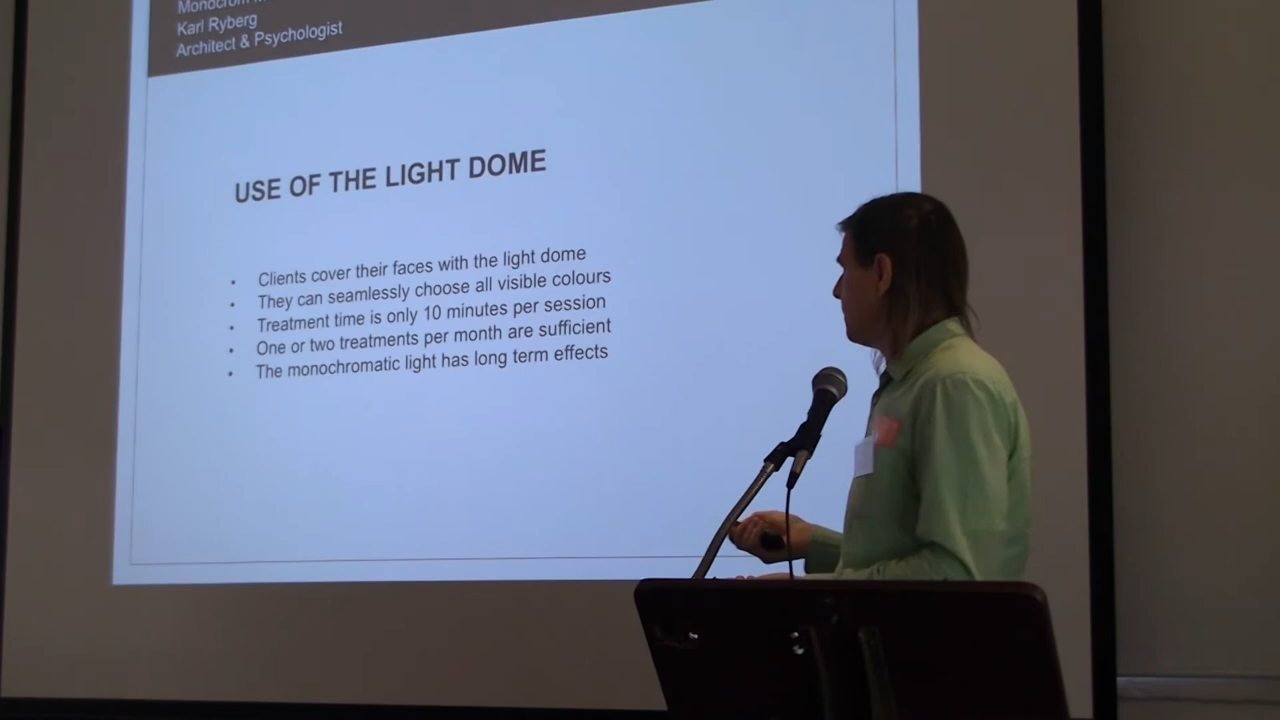 Karl Ryberg
Architect & Psychologist
USE OF THE LIGHT DOME
• Clients cover their faces with the light dome
• They can seamlessly choose all visible colours
• Treatment time is only 10 minutes per session
• One or two treatments per month are sufficient
• The monochromatic light has long term effects